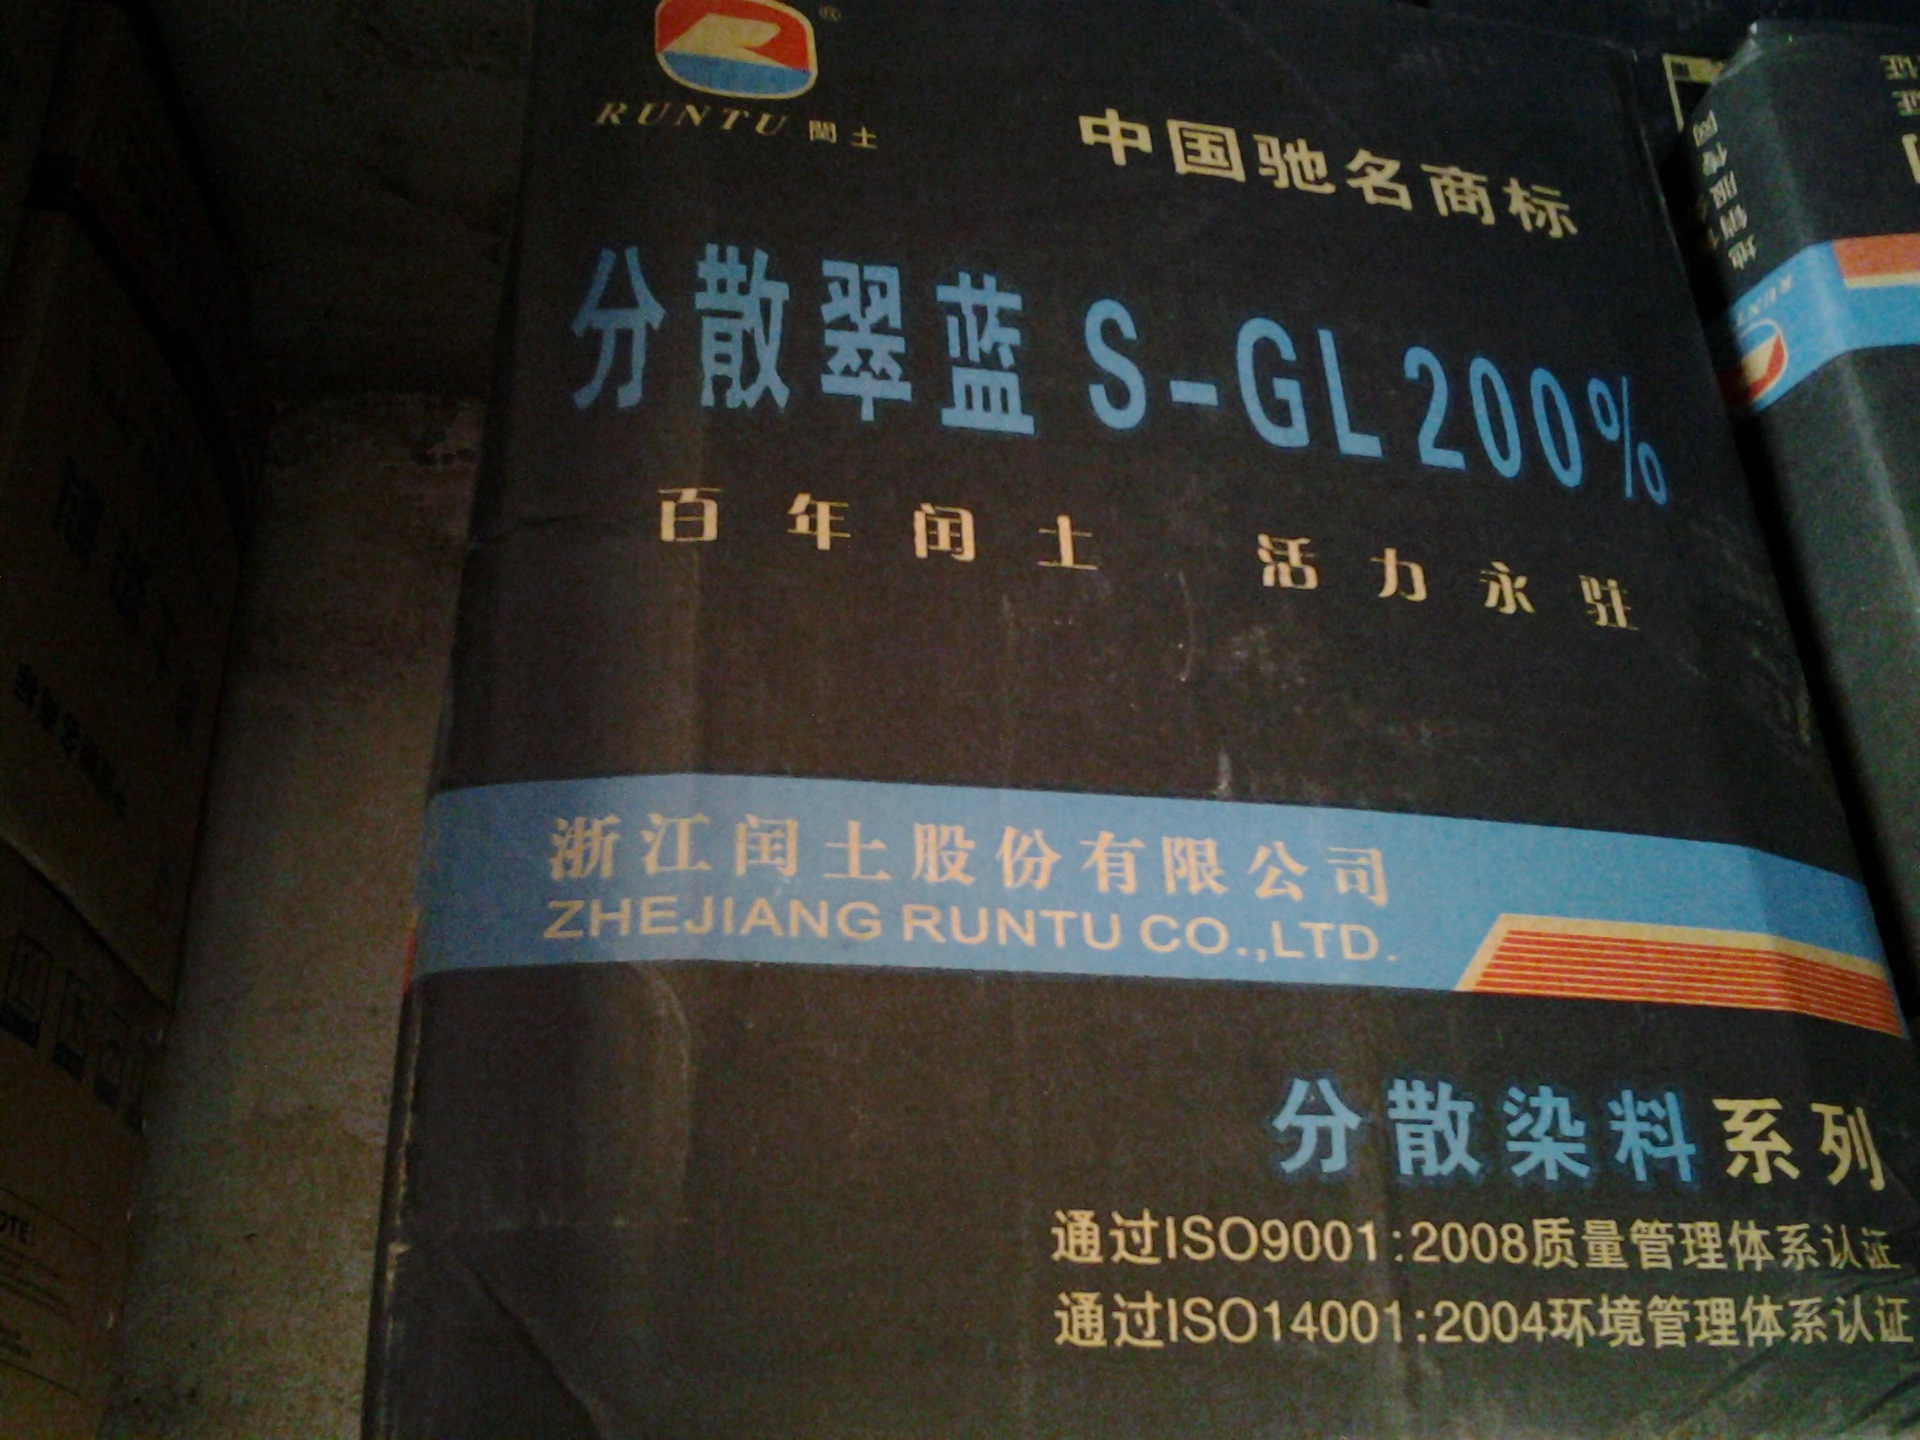 RUNTU 閏土
®
中国驰名商标
分散翠蓝 S-GL 200%
百年闰土 活力永驻
浙江闰土股份有限公司
ZHEJIANG RUNTU CO.,LTD.
分散染料系列
通过ISO9001:2008质量管理体系认证
通过ISO14001:2004环境管理体系认证